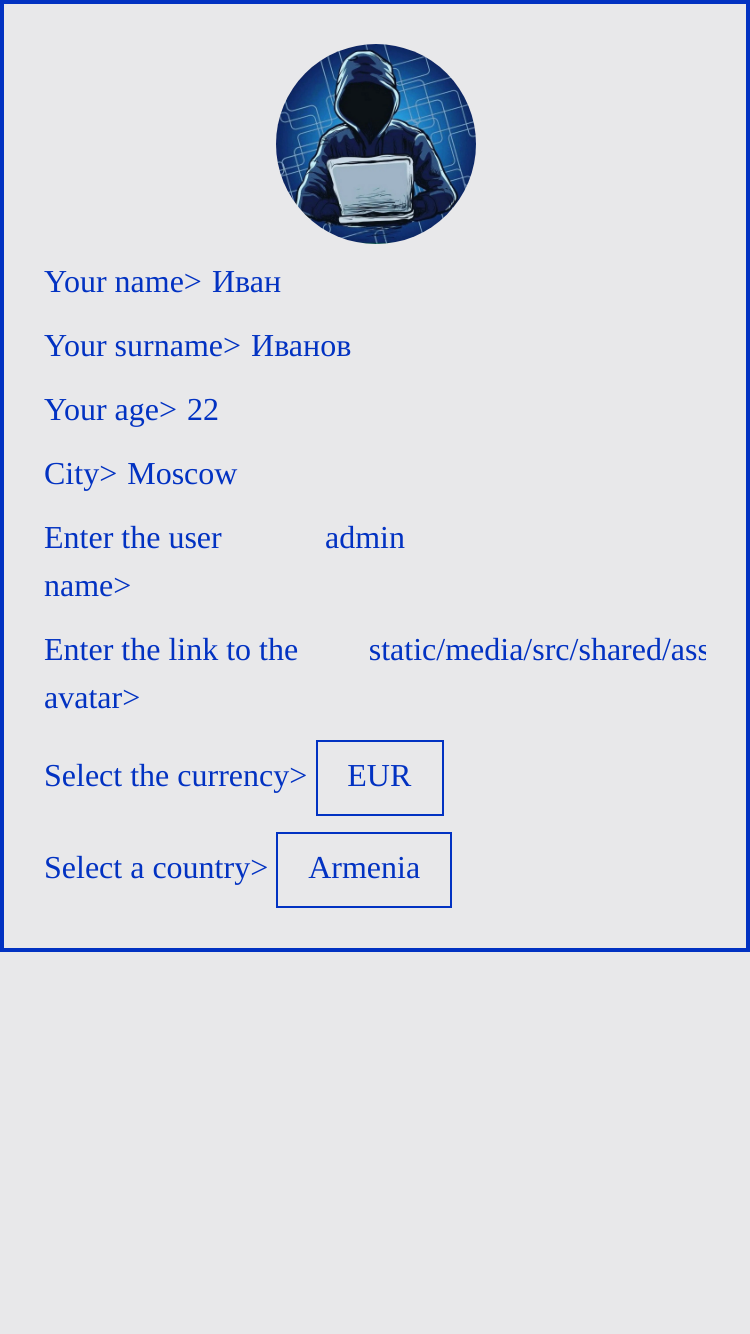 Your name> Иван
Your surname> Иванов
Your age> 22
City> Moscow
Enter the user name> admin
Enter the link to the avatar> static/media/src/shared/ass
Select the currency> EUR
Select a country> Armenia